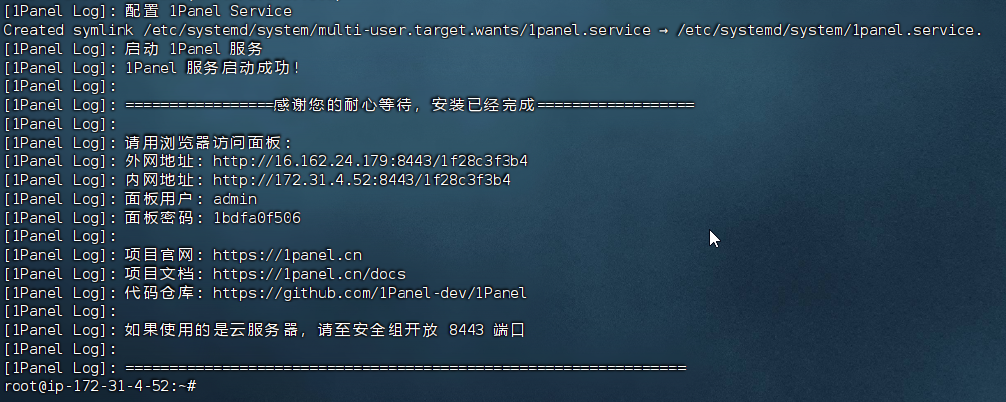 [1Panel Log]: 配置 1Panel Service
Created symlink /etc/systemd/system/multi-user.target.wants/1panel.service → /etc/systemd/system/1panel.service.
[1Panel Log]: 启动 1Panel 服务
[1Panel Log]: 1Panel 服务启动成功!
[1Panel Log]:
[1Panel Log]: =================感谢您的耐心等待，安装已经完成==================
[1Panel Log]:
[1Panel Log]: 请用浏览器访问面板:
[1Panel Log]: 外网地址: http://16.162.24.179:8443/1f28c3f3b4
[1Panel Log]: 内网地址: http://172.31.4.52:8443/1f28c3f3b4
[1Panel Log]: 面板用户: admin
[1Panel Log]: 面板密码: 1bdfa0f506
[1Panel Log]:
[1Panel Log]: 项目官网: https://1panel.cn
[1Panel Log]: 项目文档: https://1panel.cn/docs
[1Panel Log]: 代码仓库: https://github.com/1Panel-dev/1Panel
[1Panel Log]:
[1Panel Log]: 如果使用的是云服务器，请至安全组开放 8443 端口
[1Panel Log]:
[1Panel Log]: ================================================================
root@ip-172-31-4-52:~#